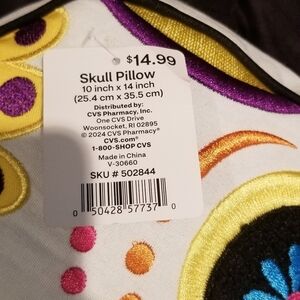 $14.99
Skull Pillow
10 inch x 14 inch
(25.4 cm x 35.5 cm)
Distributed by:
CVS Pharmacy, Inc.
One CVS Drive
Woonsocket, RI 02895
© 2024 CVS Pharmacy®
CVS.com®
1-800-SHOP CVS
Made in China
V-30660
SKU # 502844
0 50428 57737 0